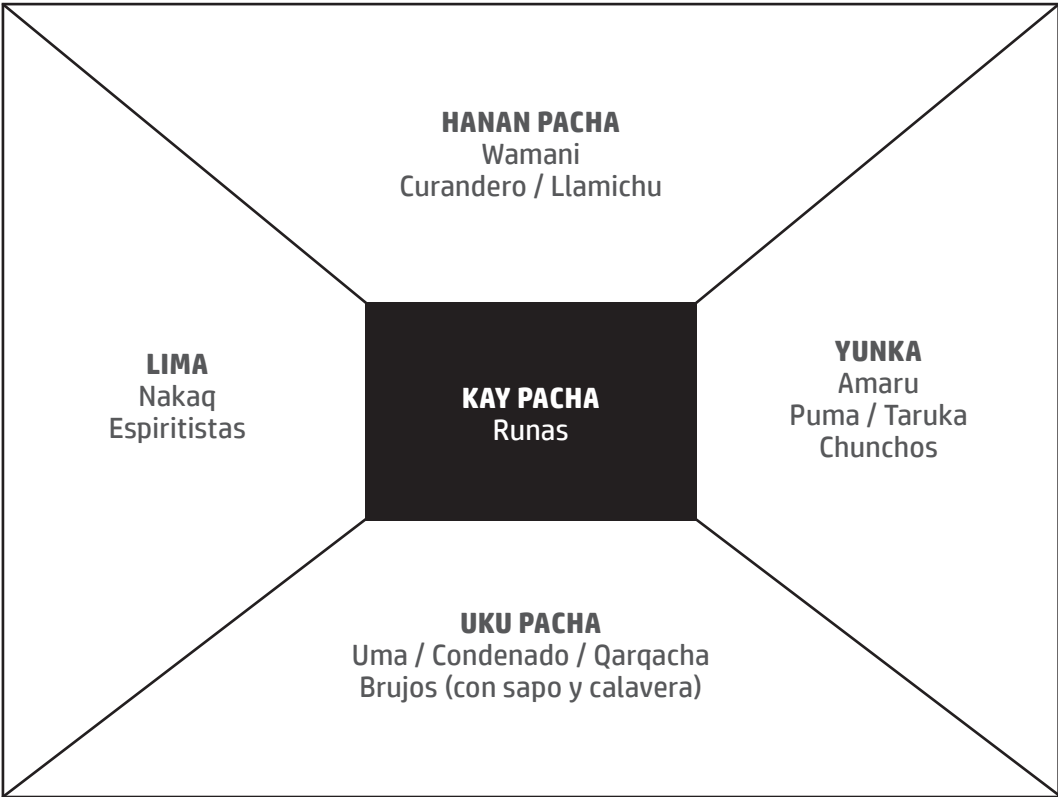 HANAN PACHA
Wamani
Curandero / Llamichu
LIMA
Nakaq
Espiritistas
KAY PACHA
Runas
YUNKA
Amaru
Puma / Taruka
Chunchos
UKU PACHA
Uma / Condenado / Qarqacha
Brujos (con sapo y calavera)